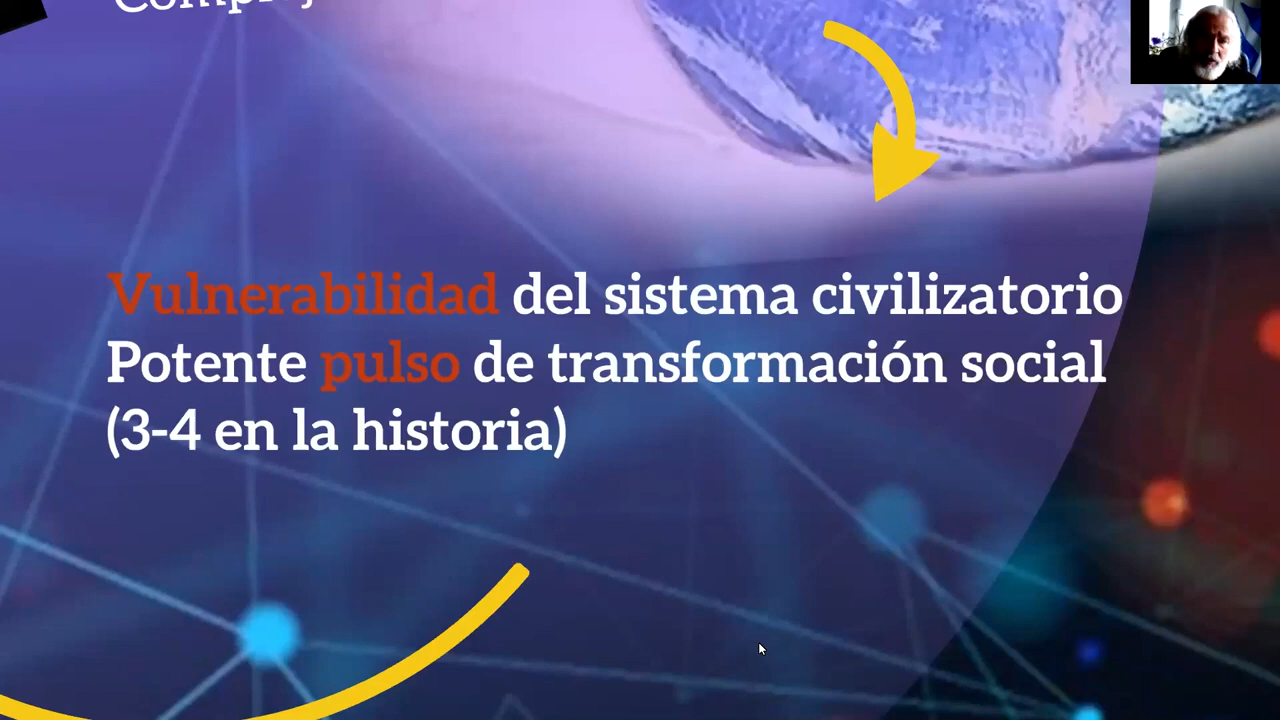 Vulnerabilidad del sistema civilizatorio
Potente pulso de transformación social
(3-4 en la historia)